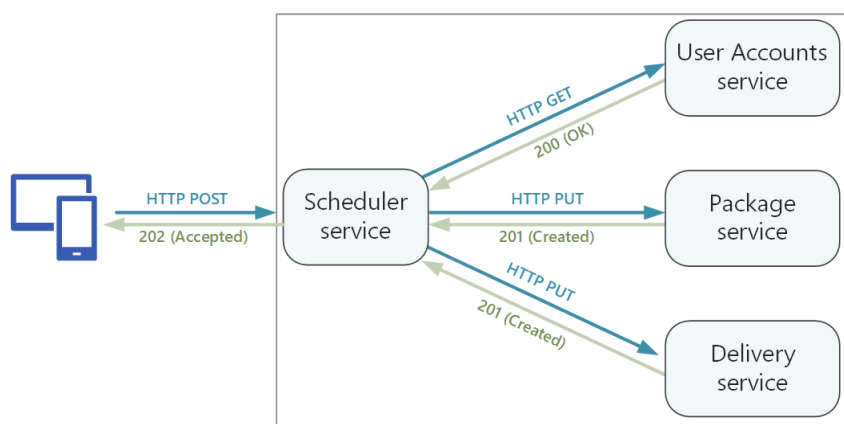 User Accounts
service
HTTP GET
200 (OK)
HTTP POST
202 (Accepted)
Scheduler
service
HTTP PUT
201 (Created)
Package
service
HTTP PUT
201 (Created)
Delivery
service